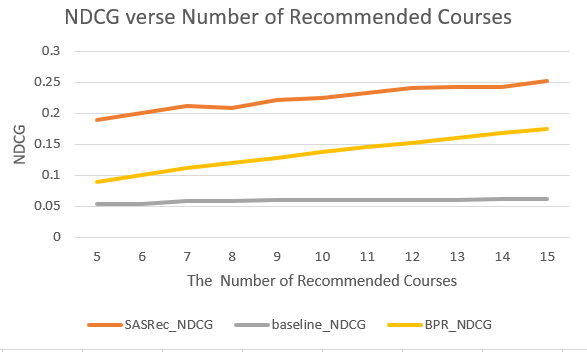 NDCG verse Number of Recommended Courses
0.3
0.25
0.2
0.15
0.1
0.05
0
NDCG
5 6 7 8 9 10 11 12 13 14 15
The Number of Recommended Courses
SASRec_NDCG baseline_NDCG BPR_NDCG